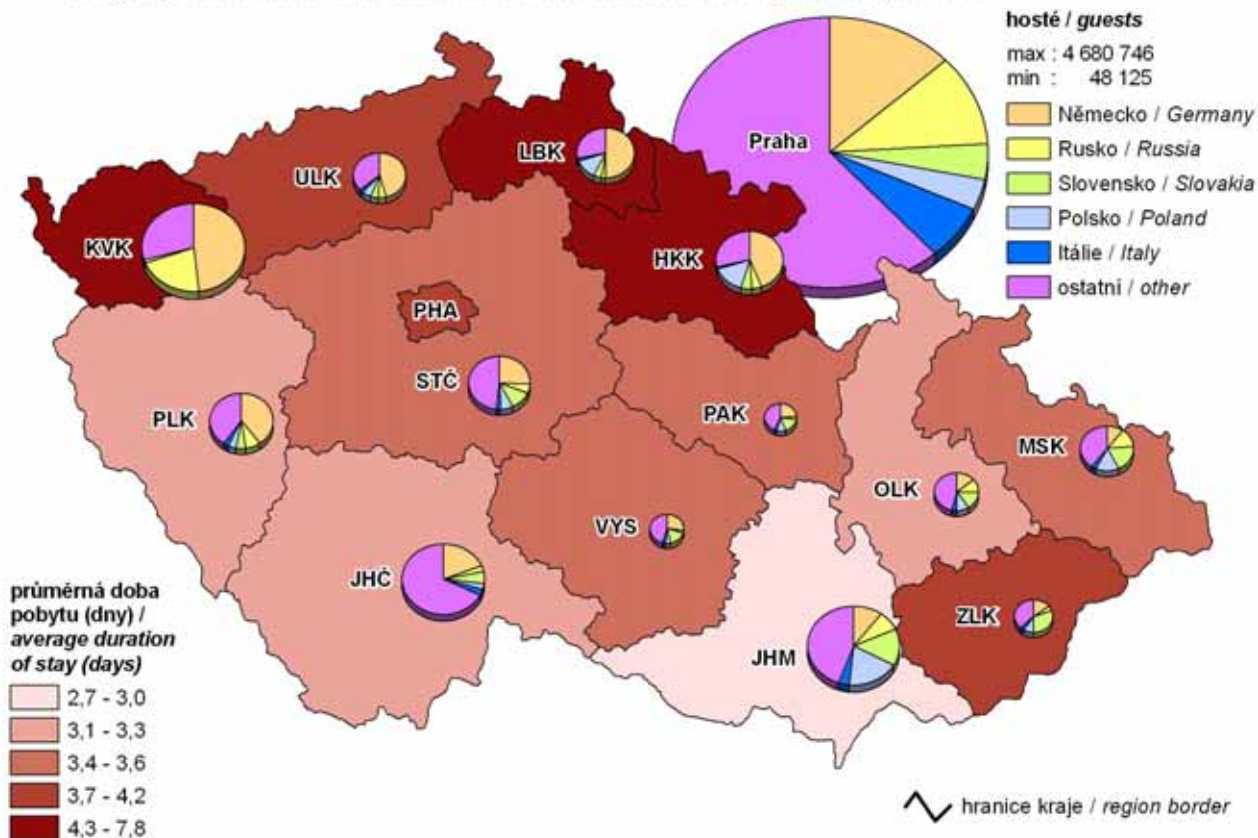 hosté / guests
max : 4 680 746
min : 48 125
Německo / Germany
Rusko / Russia
Slovensko / Slovakia
Polsko / Poland
Itálie / Italy
ostatní / other
Praha
LBK
ULK
KVK
HKK
PHA
STČ
PLK
PAK
MSK
OLK
VYS
JHČ
ZLK
JHM
průměrná doba
pobytu (dny) /
average duration
of stay (days)
2,7 - 3,0
3,1 - 3,3
3,4 - 3,6
3,7 - 4,2
4,3 - 7,8
hranice kraje / region border